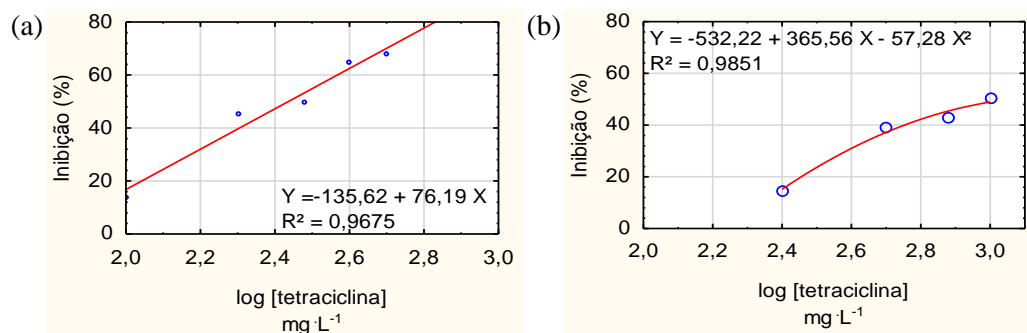 (a)
80
60
40
20
0
Inibição (%)
Y =-135,62 + 76,19 X
R² = 0,9675
2,0 2,2 2,4 2,6 2,8 3,0
log [tetraciclina]
mg·L⁻¹
(b)
80
60
40
20
0
Inibição (%)
Y = -532,22 + 365,56 X - 57,28 X²
R² = 0,9851
2,0 2,2 2,4 2,6 2,8 3,0
log [tetraciclina]
mg·L⁻¹